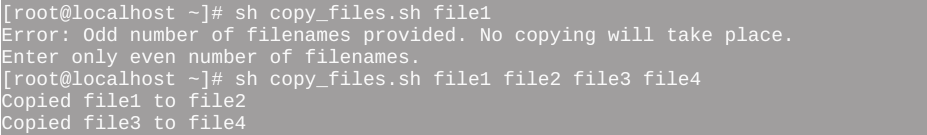 [root@localhost ~]# sh copy_files.sh file1
Error: Odd number of filenames provided. No copying will take place.
Enter only even number of filenames.
[root@localhost ~]# sh copy_files.sh file1 file2 file3 file4
Copied file1 to file2
Copied file3 to file4